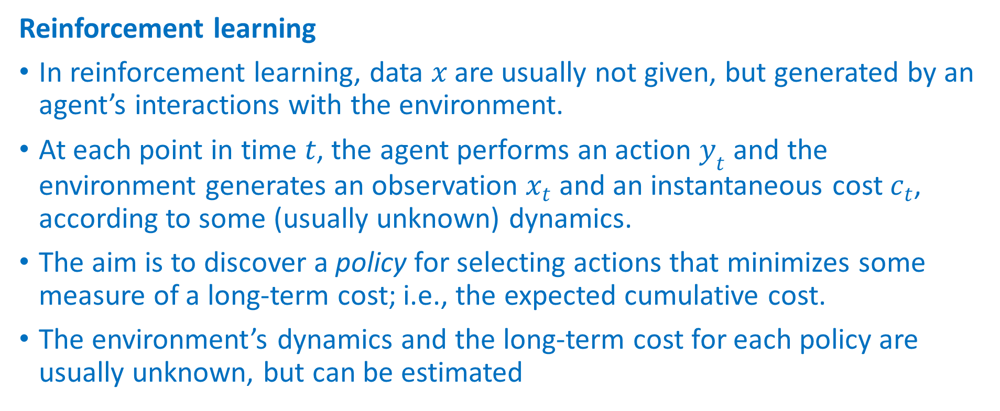 Reinforcement learning
• In reinforcement learning, data x are usually not given, but generated by an
agent’s interactions with the environment.
• At each point in time t, the agent performs an action y_t and the
environment generates an observation x_t and an instantaneous cost c_t,
according to some (usually unknown) dynamics.
• The aim is to discover a policy for selecting actions that minimizes some
measure of a long-term cost; i.e., the expected cumulative cost.
• The environment’s dynamics and the long-term cost for each policy are
usually unknown, but can be estimated